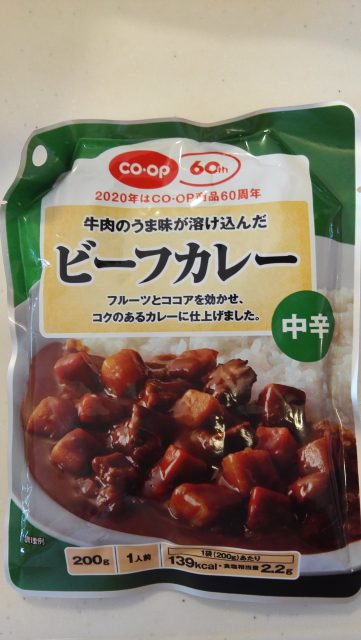 CO・OP 60th
2020年はCO・OP商品60周年
牛肉のうま味が溶け込んだ
ビーフカレー
フルーツとココアを効かせ、
コクのあるカレーに仕上げました。
中辛
調理例
200g 1人前
1袋(200g)あたり
139kcal・食塩相当量2.2g